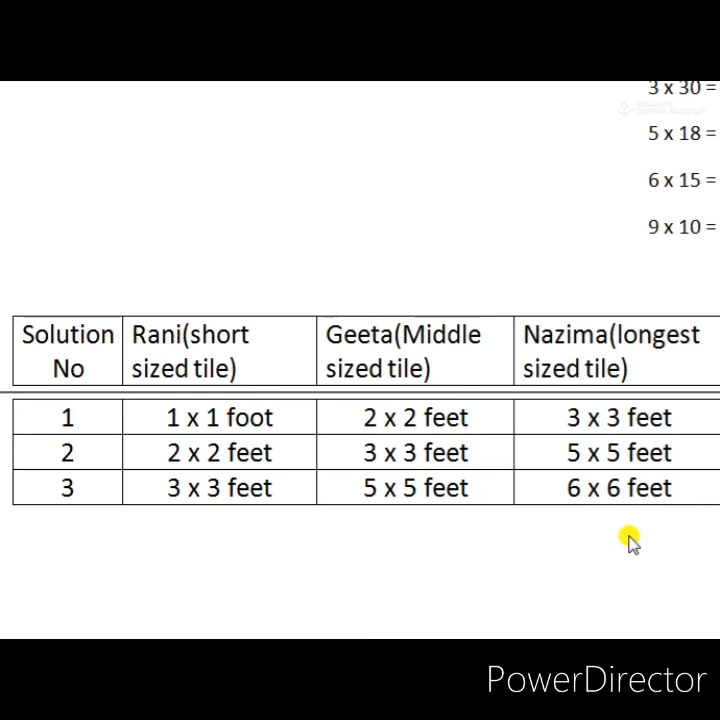 3 x 30 =
5 x 18 =
6 x 15 =
9 x 10 =
Solution No Rani(short sized tile) Geeta(Middle sized tile) Nazima(longest sized tile)
1 1 x 1 foot 2 x 2 feet 3 x 3 feet
2 2 x 2 feet 3 x 3 feet 5 x 5 feet
3 3 x 3 feet 5 x 5 feet 6 x 6 feet
PowerDirector